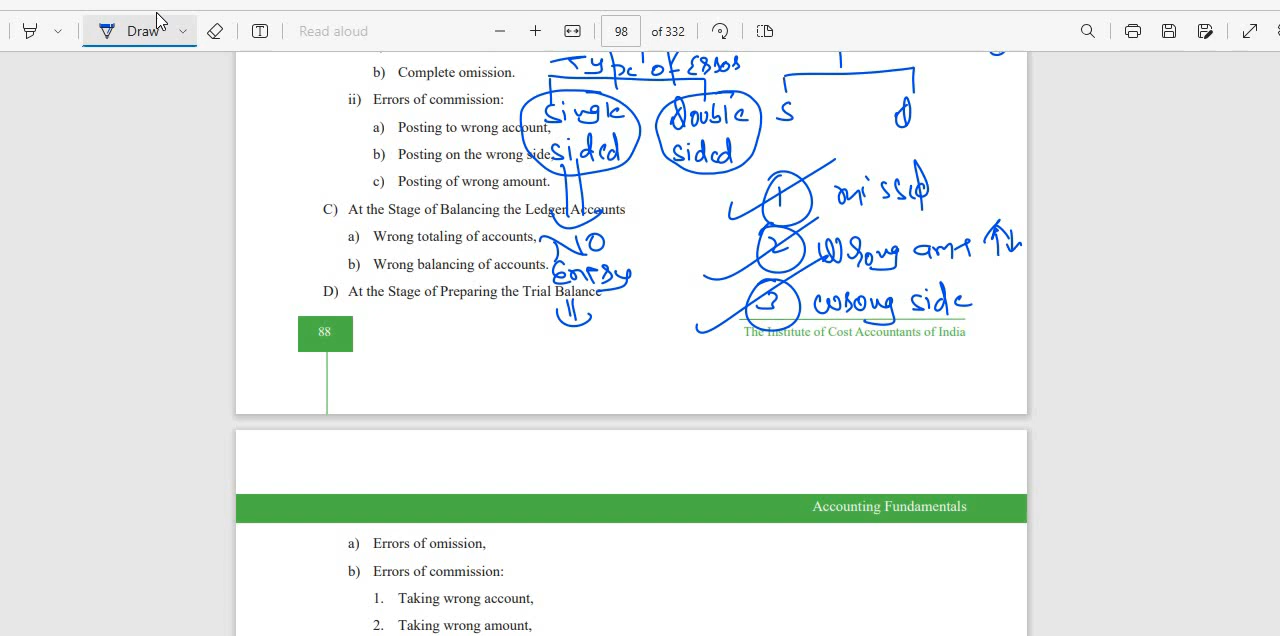 Draw
Read aloud
98
of 332
b) Complete omission.
ii) Errors of commission:
a) Posting to wrong account,
b) Posting on the wrong side,
c) Posting of wrong amount.
C) At the Stage of Balancing the Ledger Accounts
a) Wrong totaling of accounts,
b) Wrong balancing of accounts.
D) At the Stage of Preparing the Trial Balance
Type of Errors
Single
sided
Double
sided
S D
NO
Entry
1 missed
2 wrong amt ↑↓
3 wrong side
88
The Institute of Cost Accountants of India
Accounting Fundamentals
a) Errors of omission,
b) Errors of commission:
1. Taking wrong account,
2. Taking wrong amount,